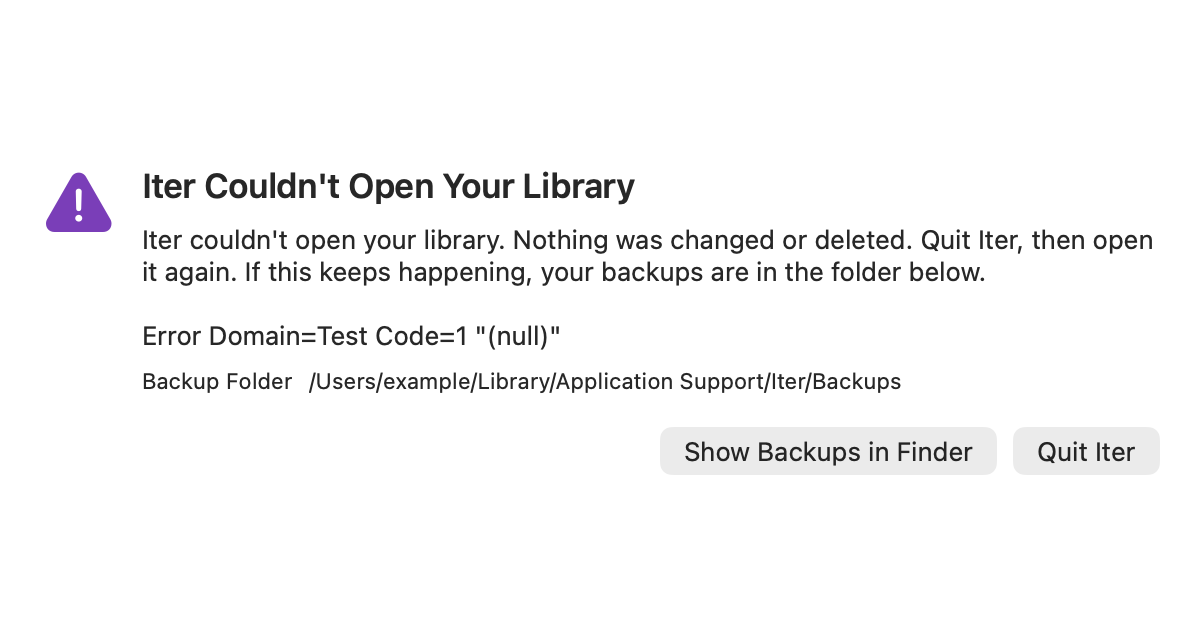 Iter Couldn't Open Your Library
Iter couldn't open your library. Nothing was changed or deleted. Quit Iter, then open
it again. If this keeps happening, your backups are in the folder below.
Error Domain=Test Code=1 "(null)"
Backup Folder /Users/example/Library/Application Support/Iter/Backups
Show Backups in Finder
Quit Iter